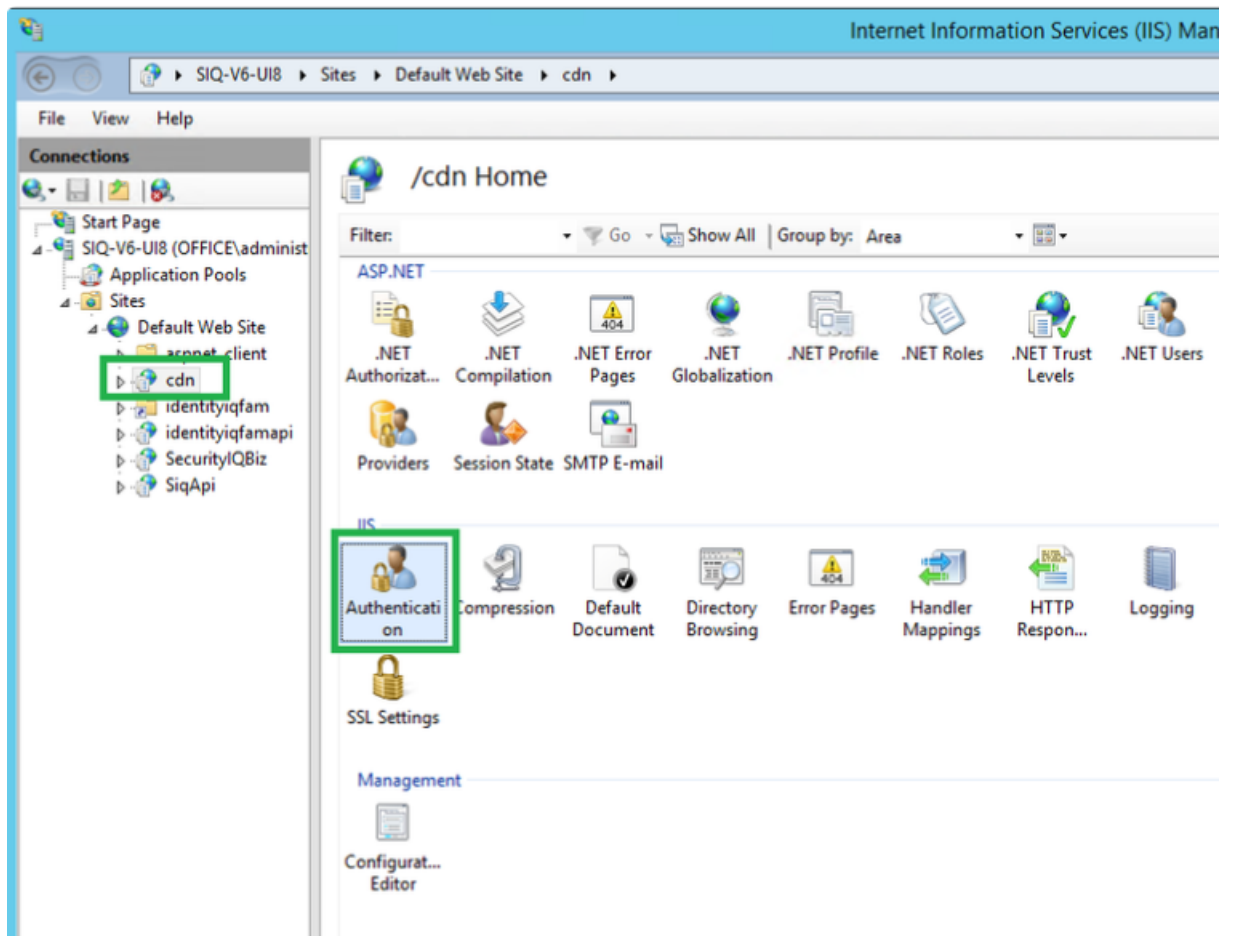 Internet Information Services (IIS) Man
SIQ-V6-UI8 Sites Default Web Site cdn
File View Help
Connections
Start Page
SIQ-V6-UI8 (OFFICE\administ
Application Pools
Sites
Default Web Site
aspnet_client
cdn
identityiqfam
identityiqfamapi
SecurityIQBiz
SiqApi
/cdn Home
Filter: Go Show All Group by: Area
ASP.NET
.NET Authorizat...
.NET Compilation
404
.NET Error Pages
.NET Globalization
.NET Profile
.NET Roles
.NET Trust Levels
.NET Users
Providers
Session State
SMTP E-mail
IIS
Authenticati on
Compression
Default Document
Directory Browsing
404
Error Pages
Handler Mappings
HTTP Respon...
Logging
SSL Settings
Management
Configurat... Editor